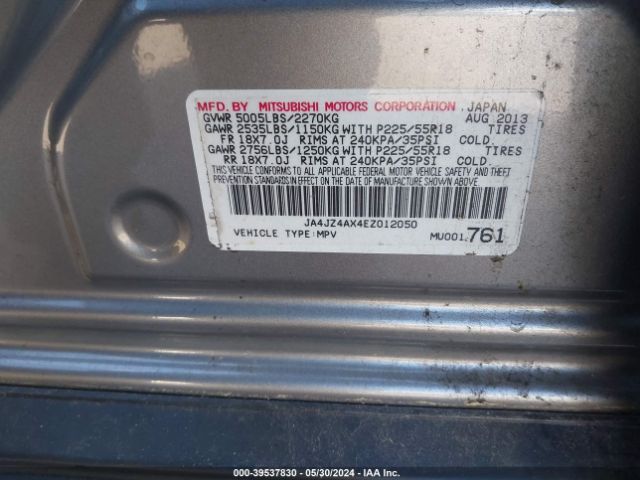 MFD. BY MITSUBISHI MOTORS CORPORATION, JAPAN
GVWR 5005LBS/2270KG AUG 2013
GAWR 2535LBS/1150KG WITH P225/55R18 TIRES
FR 18X7.0J RIMS AT 240KPA/35PSI COLD.
GAWR 2756LBS/1250KG WITH P225/55R18 TIRES
RR 18X7.0J RIMS AT 240KPA/35PSI COLD.
THIS VEHICLE CONFORMS TO ALL APPLICABLE FEDERAL MOTOR VEHICLE SAFETY AND THEFT
PREVENTION STANDARDS IN EFFECT ON THE DATE OF MANUFACTURE SHOWN ABOVE.
JA4JZ4AX4EZ012050
VEHICLE TYPE:MPV MU001,761
000-39537830 - 05/30/2024 - IAA Inc.